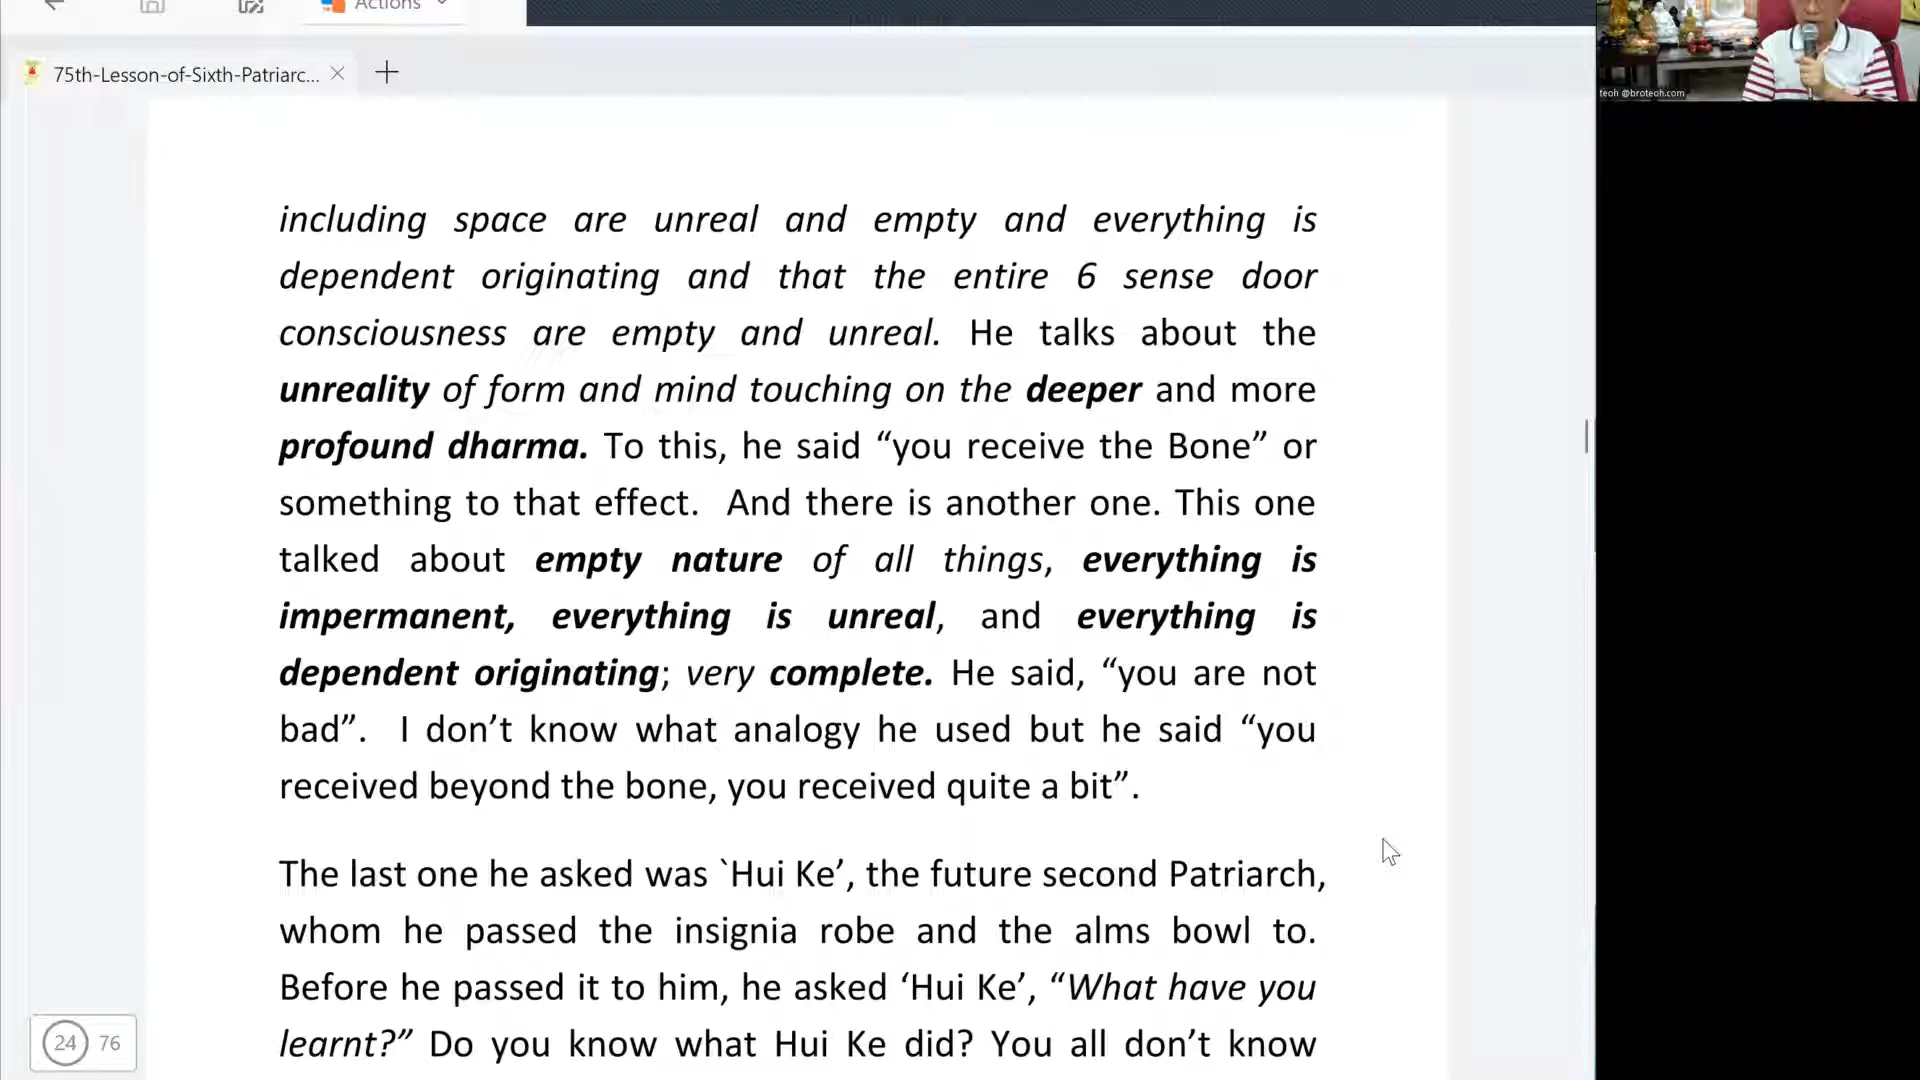 Actions
75th-Lesson-of-Sixth-Patriarc...
teoh @broteoh.com
including space are unreal and empty and everything is
dependent originating and that the entire 6 sense door
consciousness are empty and unreal. He talks about the
unreality of form and mind touching on the deeper and more
profound dharma. To this, he said “you receive the Bone” or
something to that effect. And there is another one. This one
talked about empty nature of all things, everything is
impermanent, everything is unreal, and everything is
dependent originating; very complete. He said, “you are not
bad”. I don’t know what analogy he used but he said “you
received beyond the bone, you received quite a bit”.
The last one he asked was `Hui Ke’, the future second Patriarch,
whom he passed the insignia robe and the alms bowl to.
Before he passed it to him, he asked ‘Hui Ke’, “What have you
learnt?” Do you know what Hui Ke did? You all don’t know
24 76